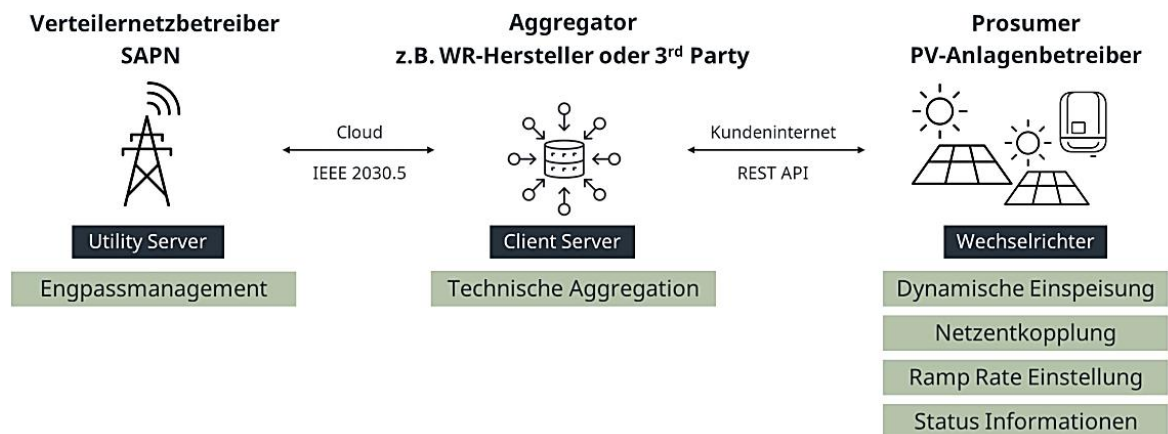 Verteilernetzbetreiber
SAPN
Aggregator
z.B. WR-Hersteller oder 3rd Party
Prosumer
PV-Anlagenbetreiber
Cloud
IEEE 2030.5
Kundeninternet
REST API
Utility Server
Client Server
Wechselrichter
Engpassmanagement
Technische Aggregation
Dynamische Einspeisung
Netzentkopplung
Ramp Rate Einstellung
Status Informationen